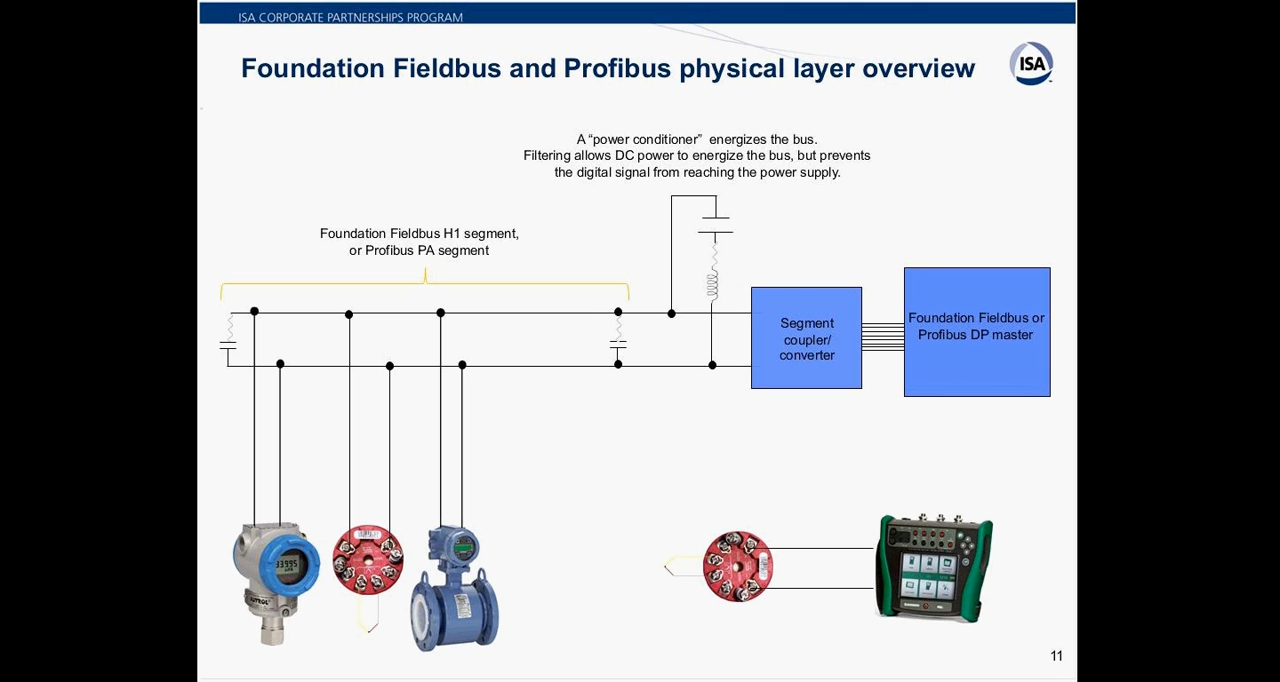 ISA CORPORATE PARTNERSHIPS PROGRAM
Foundation Fieldbus and Profibus physical layer overview
ISA
A “power conditioner” energizes the bus.
Filtering allows DC power to energize the bus, but prevents
the digital signal from reaching the power supply.
Foundation Fieldbus H1 segment,
or Profibus PA segment
Segment
coupler/
converter
Foundation Fieldbus or
Profibus DP master
33995
11